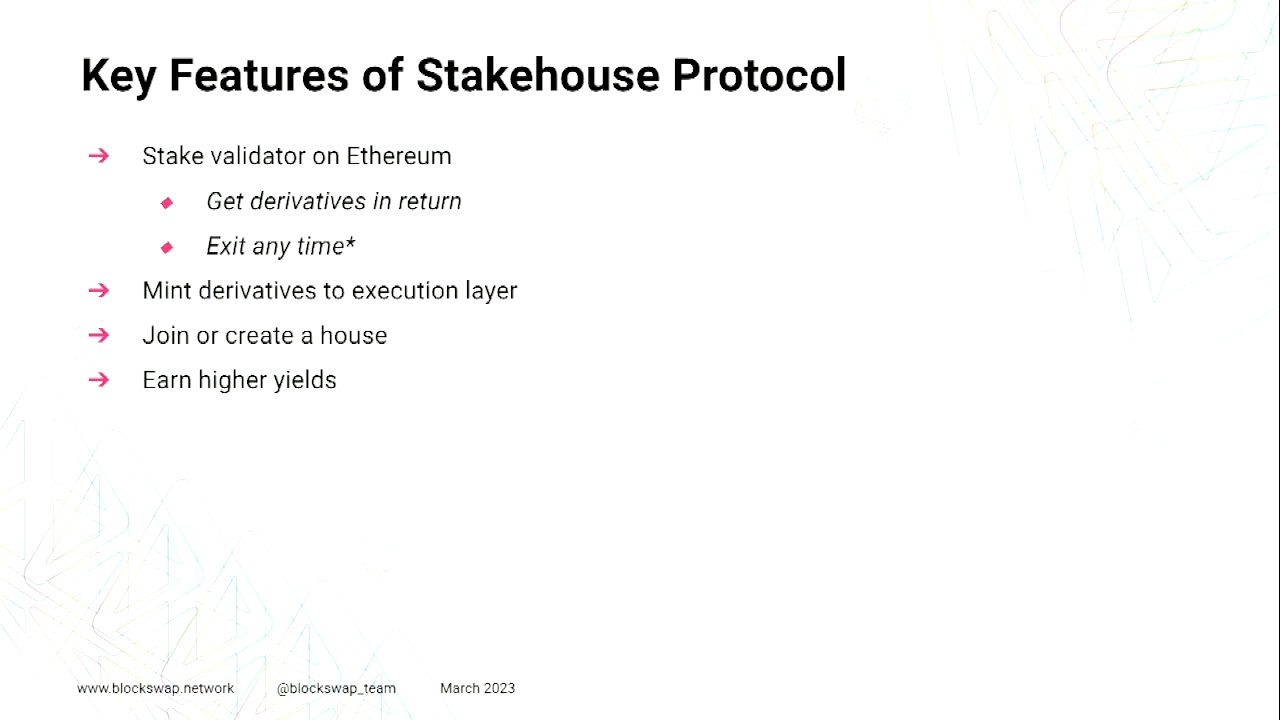 Key Features of Stakehouse Protocol
➔ Stake validator on Ethereum
◆ Get derivatives in return
◆ Exit any time*
➔ Mint derivatives to execution layer
➔ Join or create a house
➔ Earn higher yields
www.blockswap.network @blockswap_team March 2023